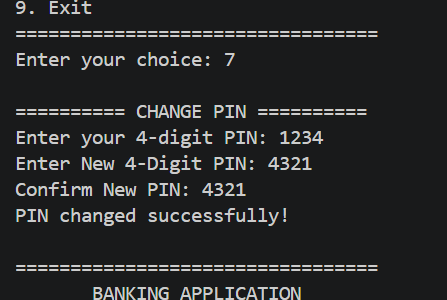 9. Exit
=================================
Enter your choice: 7
========== CHANGE PIN ==========
Enter your 4-digit PIN: 1234
Enter New 4-Digit PIN: 4321
Confirm New PIN: 4321
PIN changed successfully!
=================================
BANKING APPLICATION